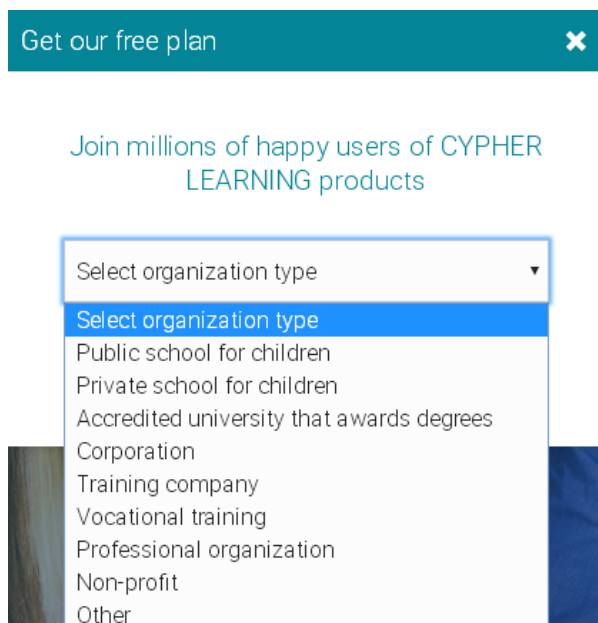 Get our free plan
Join millions of happy users of CYPHER
LEARNING products
Select organization type
Select organization type
Public school for children
Private school for children
Accredited university that awards degrees
Corporation
Training company
Vocational training
Professional organization
Non-profit
Other